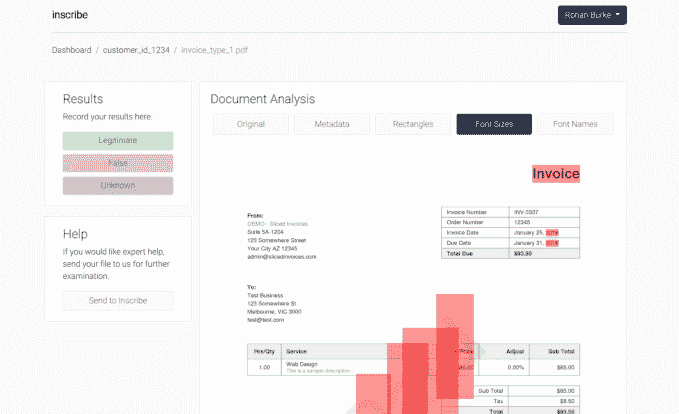 inscribe
Ronan Burke
Dashboard / customer_id_1234 / invoice_type_1.pdf
Results
Record your results here.
Legitimate
False
Unknown
Help
If you would like expert help,
send your file to us for further
examination.
Send to Inscribe
Document Analysis
Original Metadata Rectangles Font Sizes Font Names
Invoice
From:
DEMO - Sliced Invoices
Suite 5A-1204
123 Somewhere Street
Your City AZ 12345
admin@slicedinvoices.com
Invoice Number INV-3337
Order Number 12345
Invoice Date January 25, 2018
Due Date January 31, 2018
Total Due $93.50
To:
Test Business
123 Somewhere St
Melbourne, VIC 3000
test@test.com
Hrs/Qty Service Price Adjust Sub Total
1.00 Web Design 0.00% $85.00
This is a sample description...
Sub Total $85.00
Tax $8.50
Total $93.50